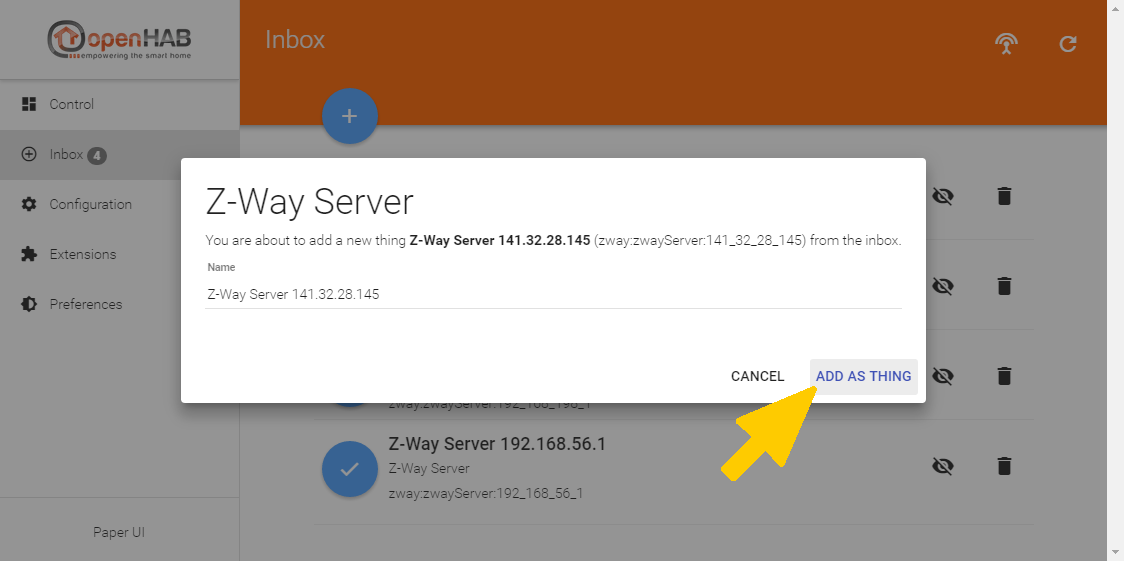 openHAB
empowering the smart home
Inbox
Control
Inbox 4
Configuration
Extensions
Preferences
Z-Way Server
You are about to add a new thing Z-Way Server 141.32.28.145 (zway:zwayServer:141_32_28_145) from the inbox.
Name
Z-Way Server 141.32.28.145
CANCEL
ADD AS THING
zway:zwayServer:192_168_198_1
Z-Way Server 192.168.56.1
Z-Way Server
zway:zwayServer:192_168_56_1
Paper UI